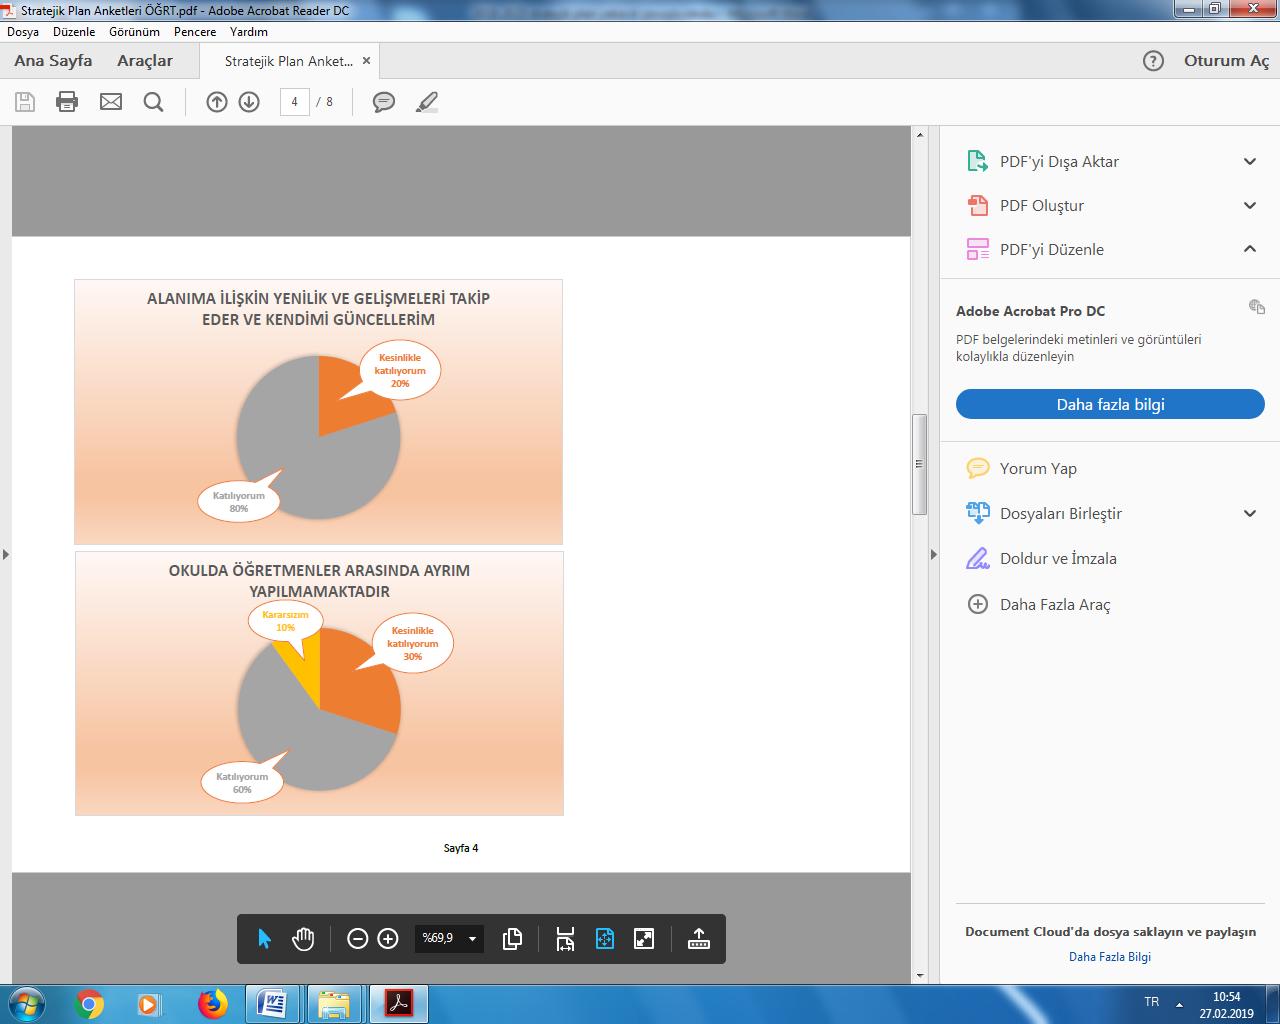 Stratejik Plan Anketleri ÖĞRT.pdf - Adobe Acrobat Reader DC
Dosya Düzenle Görünüm Pencere Yardım
Ana Sayfa Araçlar Stratejik Plan Anket... × ? Oturum Aç
4 / 8
ALANIMA İLİŞKİN YENİLİK VE GELİŞMELERİ TAKİP
EDER VE KENDİMİ GÜNCELLERİM
Kesinlikle
katılıyorum
20%
Katılıyorum
80%
OKULDA ÖĞRETMENLER ARASINDA AYRIM
YAPILMAMAKTADIR
Kararsızım
10%
Kesinlikle
katılıyorum
30%
Katılıyorum
60%
Sayfa 4
%69,9
PDF'yi Dışa Aktar
PDF Oluştur
PDF'yi Düzenle
Adobe Acrobat Pro DC
PDF belgelerindeki metinleri ve görüntüleri
kolaylıkla düzenleyin
Daha fazla bilgi
Yorum Yap
Dosyaları Birleştir
Doldur ve İmzala
Daha Fazla Araç
Document Cloud'da dosya saklayın ve paylaşın
Daha Fazla Bilgi
TR
10:54
27.02.2019